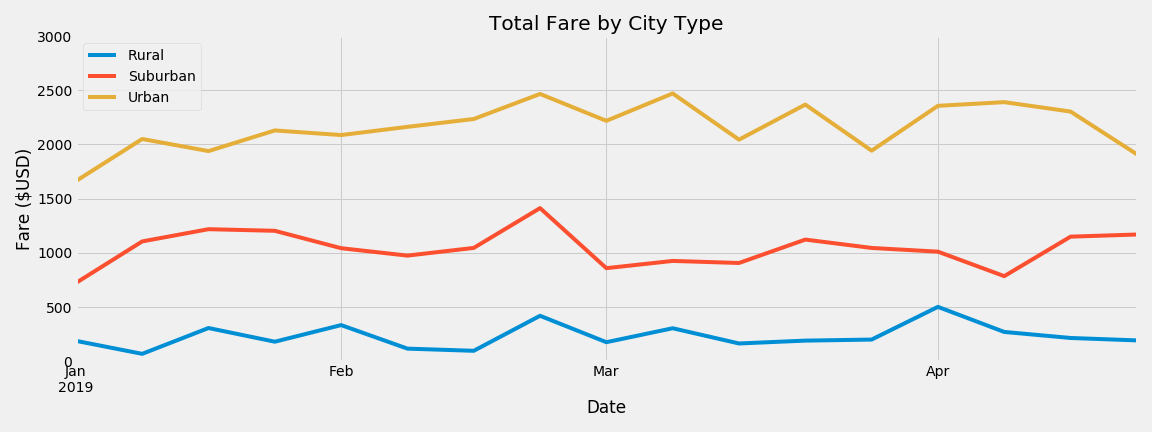 Total Fare by City Type
Rural
Suburban
Urban
Fare ($USD)
3000
2500
2000
1500
1000
500
0
Jan
2019
Feb
Mar
Apr
Date